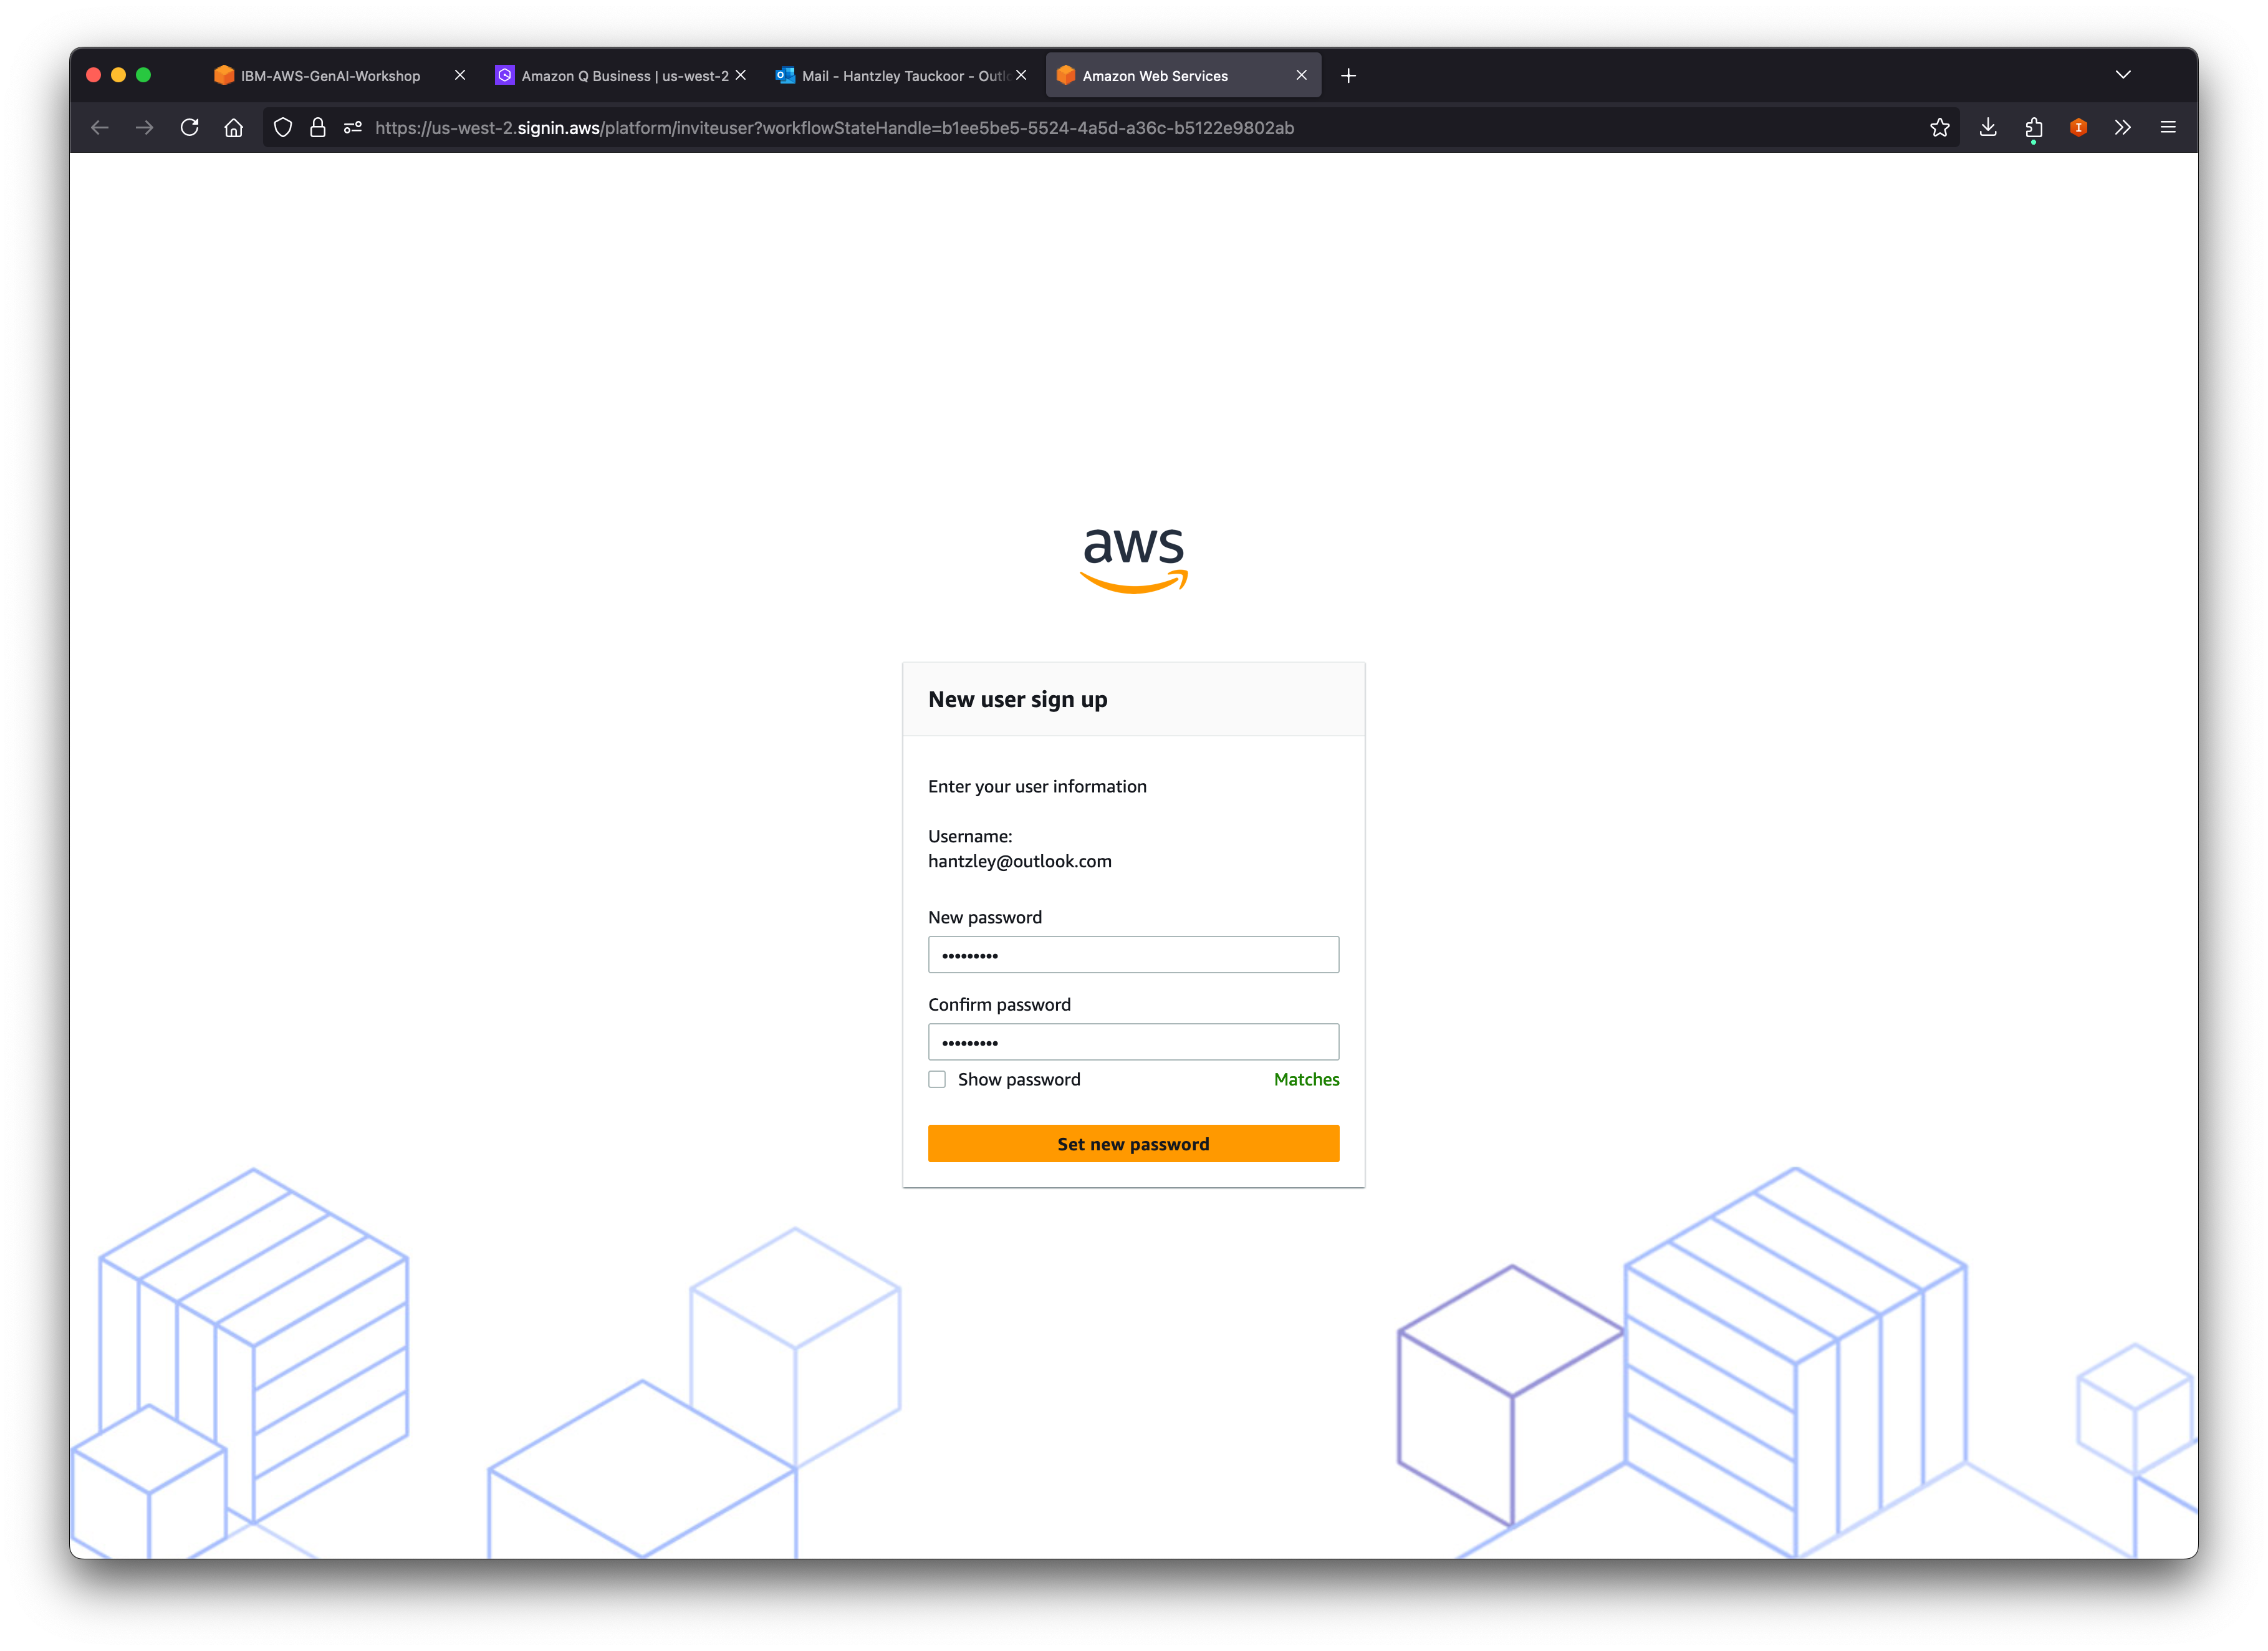 IBM-AWS-GenAI-Workshop
Amazon Q Business | us-west-2
Mail - Hantzley Tauckoor - Outl
Amazon Web Services
https://us-west-2.signin.aws/platform/inviteuser?workflowStateHandle=b1ee5be5-5524-4a5d-a36c-b5122e9802ab
aws
New user sign up
Enter your user information
Username:
hantzley@outlook.com
New password
•••••••••
Confirm password
•••••••••
Show password Matches
Set new password